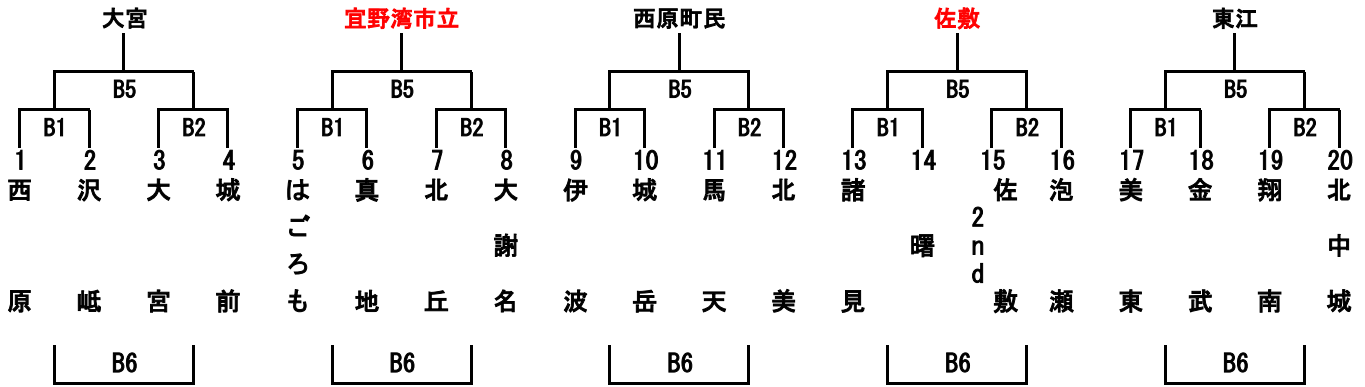 大宮 宜野湾市立 西原町民 佐敷 東江
B5 B5 B5 B5 B5
B1 B2 B1 B2 B1 B2 B1 B2 B1 B2
1 2 3 4 5 6 7 8 9 10 11 12 13 14 15 16 17 18 19 20
西原
沢岻
大宮
城前
はごろも
真地
北丘
大謝名
伊波
城岳
馬天
北美
諸見
曙
佐敷2nd
泡瀬
美東
金武
翔南
北中城
B6 B6 B6 B6 B6